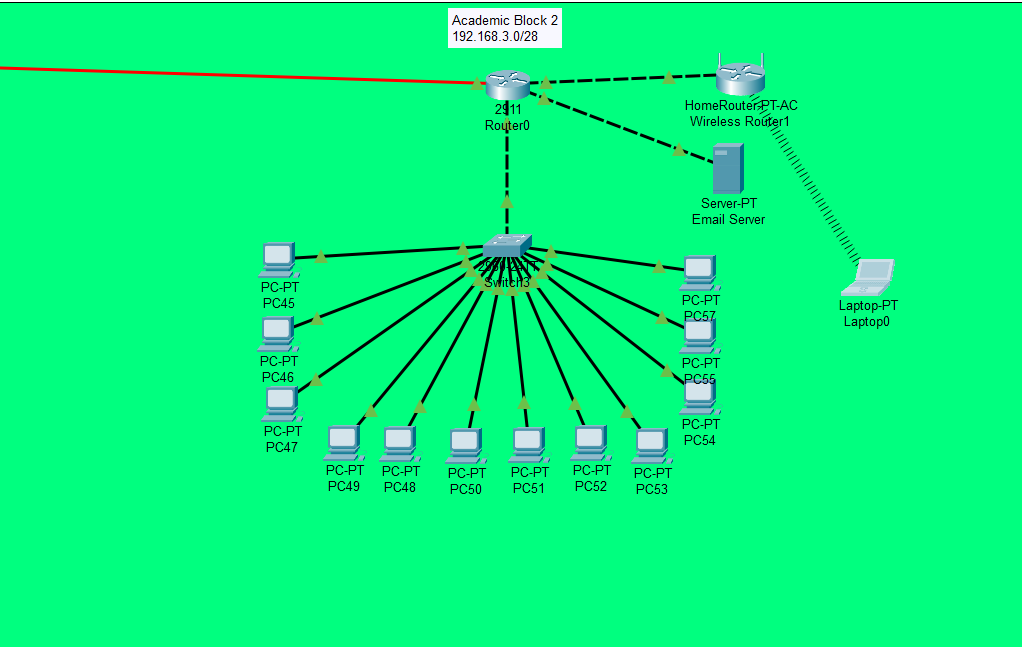 Academic Block 2
192.168.3.0/28
2911
Router0
HomeRouter-PT-AC
Wireless Router1
Server-PT
Email Server
2960-24TT
Switch3
Laptop-PT
Laptop0
PC-PT
PC45
PC-PT
PC57
PC-PT
PC46
PC-PT
PC55
PC-PT
PC47
PC-PT
PC54
PC-PT
PC49
PC-PT
PC48
PC-PT
PC50
PC-PT
PC51
PC-PT
PC52
PC-PT
PC53